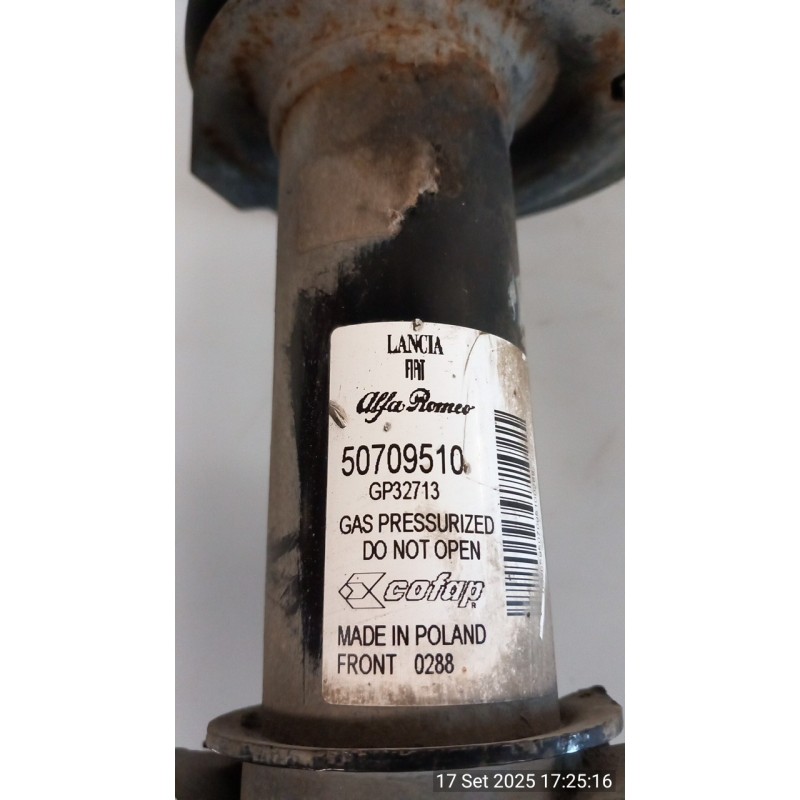 LANCIA
FIAT
Alfa Romeo
50709510
GP32713
GAS PRESSURIZED
DO NOT OPEN
cofap
MADE IN POLAND
FRONT 0288
17 Set 2025 17:25:16